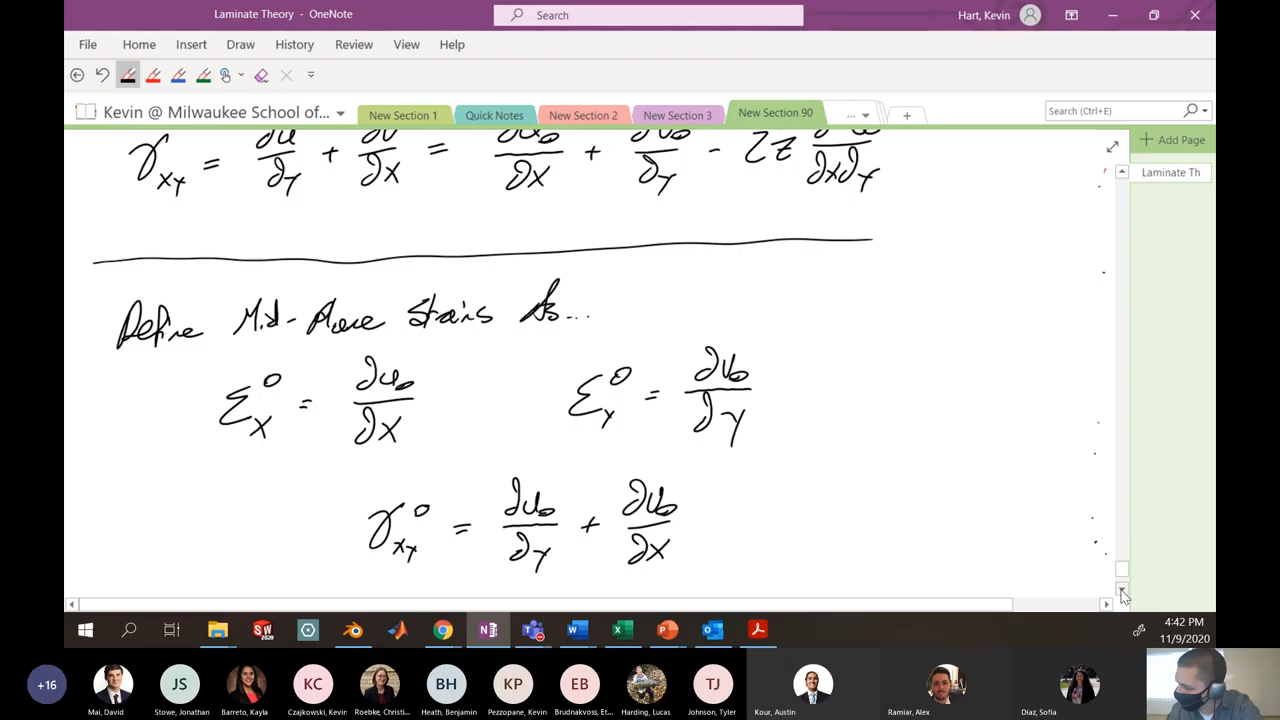 Laminate Theory - OneNote
Search
Hart, Kevin
File Home Insert Draw History Review View Help
Kevin @ Milwaukee School of...
New Section 1
Quick Notes
New Section 2
New Section 3
New Section 90
...
Search (Ctrl+E)
Add Page
Laminate Th
γxy = ∂u/∂y + ∂v/∂x = ∂u₀/∂x + ∂v₀/∂y - 2z ∂²w/∂x∂y
Define Mid-Plane Strains As...
εx⁰ = ∂u₀/∂x εy⁰ = ∂v₀/∂y
γxy⁰ = ∂u₀/∂y + ∂v₀/∂x
4:42 PM
11/9/2020
+16
JS
KC
BH
KP
EB
TJ
Mai, David
Stowe, Jonathan
Barreto, Kayla
Czajkowski, Kevin
Roebke, Christi...
Heath, Benjamin
Pezzopane, Kevin
Brudnakvoss, Et...
Harding, Lucas
Johnson, Tyler
Kour, Austin
Ramiar, Alex
Diaz, Sofia